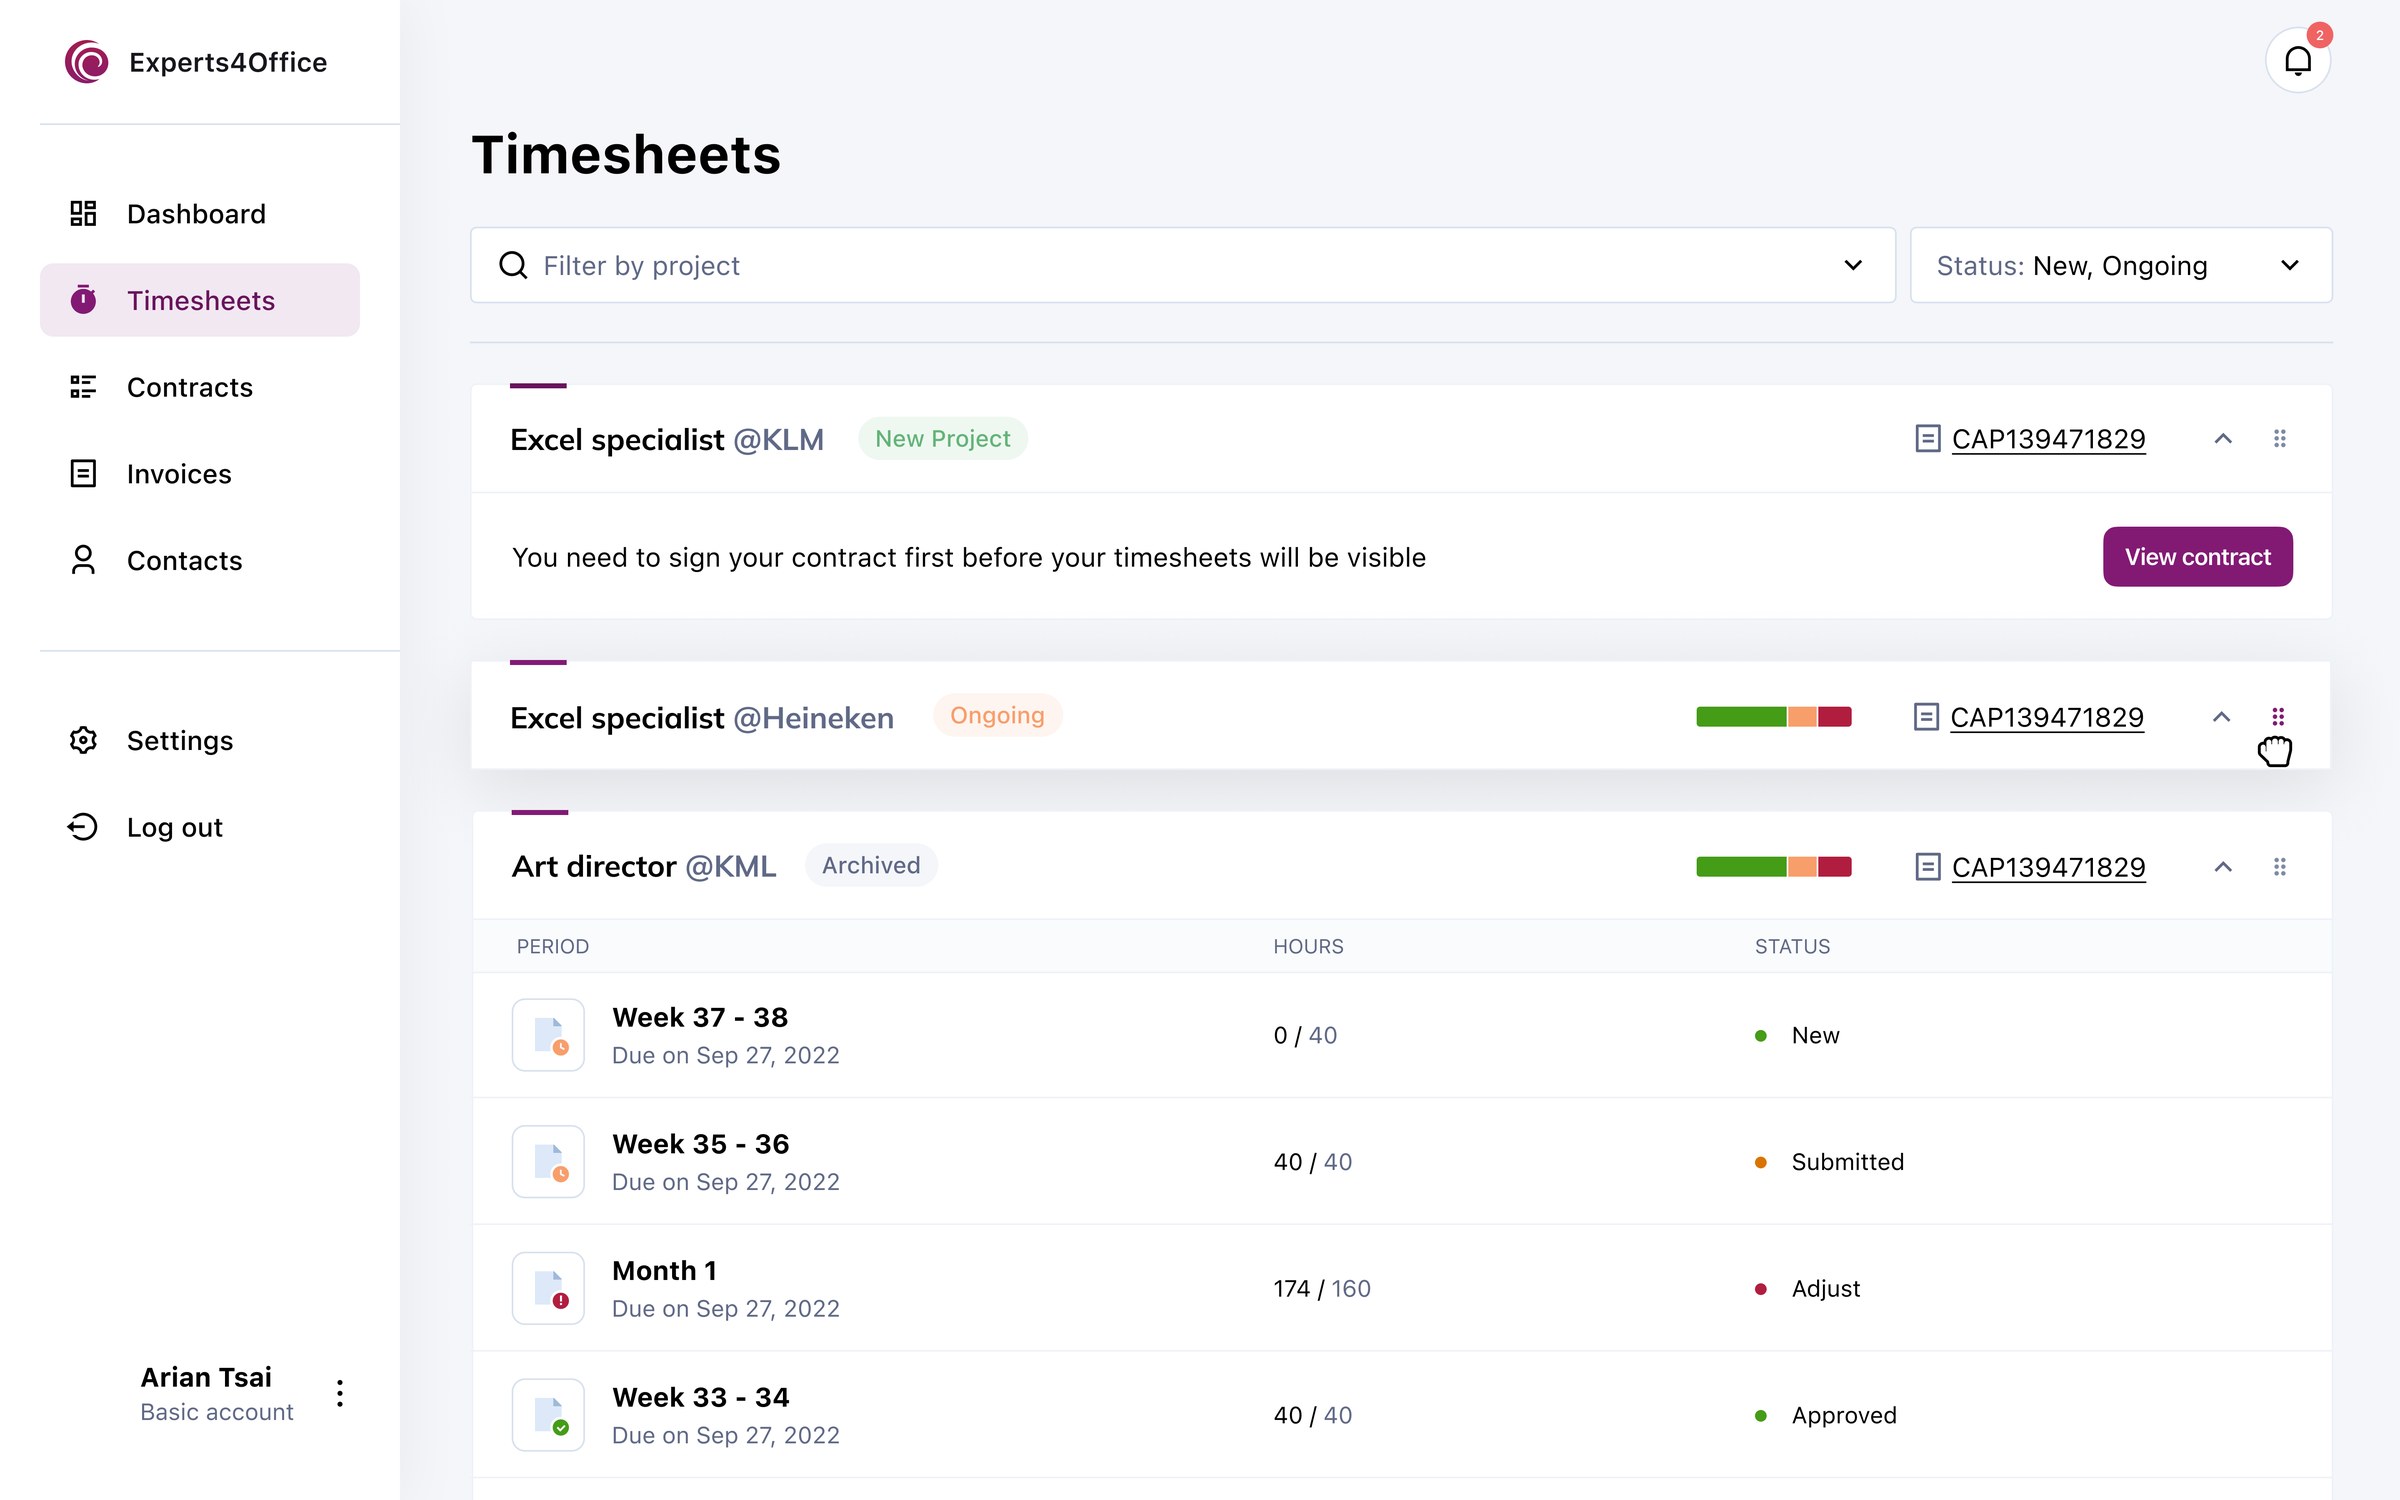 Experts4Office
2
Dashboard
Timesheets
Contracts
Invoices
Contacts
Settings
Log out
Arian Tsai
Basic account
Timesheets
Filter by project
Status: New, Ongoing
Excel specialist @KLM New Project CAP139471829
You need to sign your contract first before your timesheets will be visible View contract
Excel specialist @Heineken Ongoing CAP139471829
Art director @KML Archived CAP139471829
PERIOD HOURS STATUS
Week 37 - 38
Due on Sep 27, 2022
0 / 40
New
Week 35 - 36
Due on Sep 27, 2022
40 / 40
Submitted
Month 1
Due on Sep 27, 2022
174 / 160
Adjust
Week 33 - 34
Due on Sep 27, 2022
40 / 40
Approved